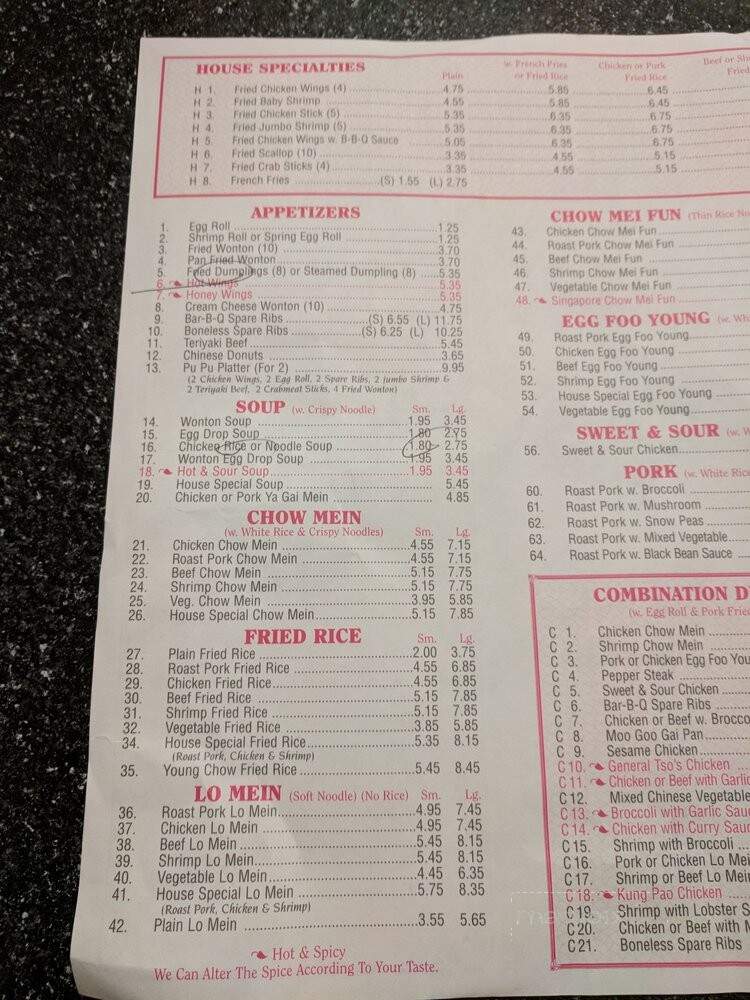 HOUSE SPECIALTIES Plain w. French Fries or Fried Rice Chicken or Pork Fried Rice Beef or Fried
H 1. Fried Chicken Wings (4) 4.75 5.85 6.45
H 2. Fried Baby Shrimp 4.55 5.85 6.45
H 3. Fried Chicken Stick (5) 5.35 6.35 6.75
H 4. Fried Jumbo Shrimp (5) 5.35 6.35 6.75
H 5. Fried Chicken Wings w. B-B-Q Sauce 5.05 6.35 6.75
H 6. Fried Scallop (10) 3.35 4.55 5.15
H 7. Fried Crab Sticks (4) 3.35 4.55 5.15
H 8. French Fries (S) 1.55 (L) 2.75
APPETIZERS
1. Egg Roll 1.25
2. Shrimp Roll or Spring Egg Roll 1.25
3. Fried Wonton (10) 3.70
4. Pan Fried Wonton 3.70
5. Fried Dumplings (8) or Steamed Dumpling (8) 5.35
6. Hot Wings 5.35
7. Honey Wings 5.35
8. Cream Cheese Wonton (10) 4.75
9. Bar-B-Q Spare Ribs (S) 6.55 (L) 11.75
10. Boneless Spare Ribs (S) 6.25 (L) 10.25
11. Teriyaki Beef 5.45
12. Chinese Donuts 3.65
13. Pu Pu Platter (For 2) 9.95
(2 Chicken Wings, 2 Egg Roll, 2 Spare Ribs, 2 Jumbo Shrimp &
2 Teriyaki Beef, 2 Crabmeat Sticks, 4 Fried Wonton)
SOUP (w. Crispy Noodle) Sm. Lg.
14. Wonton Soup 1.95 3.45
15. Egg Drop Soup 1.80 2.75
16. Chicken Rice or Noodle Soup 1.80 2.75
17. Wonton Egg Drop Soup 1.95 3.45
18. Hot & Sour Soup 1.95 3.45
19. House Special Soup 5.45
20. Chicken or Pork Ya Gai Mein 4.85
CHOW MEIN
(w. White Rice & Crispy Noodles) Sm. Lg.
21. Chicken Chow Mein 4.55 7.15
22. Roast Pork Chow Mein 4.55 7.15
23. Beef Chow Mein 5.15 7.75
24. Shrimp Chow Mein 5.15 7.75
25. Veg. Chow Mein 3.95 5.85
26. House Special Chow Mein 5.15 7.85
FRIED RICE Sm. Lg.
27. Plain Fried Rice 2.00 3.75
28. Roast Pork Fried Rice 4.55 6.85
29. Chicken Fried Rice 4.55 6.85
30. Beef Fried Rice 5.15 7.85
31. Shrimp Fried Rice 5.15 7.85
32. Vegetable Fried Rice 3.85 5.85
34. House Special Fried Rice 5.35 8.15
(Roast Pork, Chicken & Shrimp)
35. Young Chow Fried Rice 5.45 8.45
LO MEIN (Soft Noodle) (No Rice) Sm. Lg.
36. Roast Pork Lo Mein 4.95 7.45
37. Chicken Lo Mein 4.95 7.45
38. Beef Lo Mein 5.45 8.15
39. Shrimp Lo Mein 5.45 8.15
40. Vegetable Lo Mein 4.45 6.35
41. House Special Lo Mein 5.75 8.35
(Roast Pork, Chicken & Shrimp)
42. Plain Lo Mein 3.55 5.65
Hot & Spicy
We Can Alter The Spice According To Your Taste.
CHOW MEI FUN (Than Rice
43. Chicken Chow Mei Fun
44. Roast Pork Chow Mei Fun
45. Beef Chow Mei Fun
46. Shrimp Chow Mei Fun
47. Vegetable Chow Mei Fun
48. Singapore Chow Mei Fun
EGG FOO YOUNG (w. Wh
49. Roast Pork Egg Foo Young
50. Chicken Egg Foo Young
51. Beef Egg Foo Young
52. Shrimp Egg Foo Young
53. House Special Egg Foo Young
54. Vegetable Egg Foo Young
SWEET & SOUR (w. W
56. Sweet & Sour Chicken
PORK (w. White Rice
60. Roast Pork w. Broccoli
61. Roast Pork w. Mushroom
62. Roast Pork w. Snow Peas
63. Roast Pork w. Mixed Vegetable
64. Roast Pork w. Black Bean Sauce
COMBINATION D
(w. Egg Roll & Pork Fried
C 1. Chicken Chow Mein
C 2. Shrimp Chow Mein
C 3. Pork or Chicken Egg Foo You
C 4. Pepper Steak
C 5. Sweet & Sour Chicken
C 6. Bar-B-Q Spare Ribs
C 7. Chicken or Beef w. Brocco
C 8. Moo Goo Gai Pan
C 9. Sesame Chicken
C10. General Tso's Chicken
C11. Chicken or Beef with Garlic
C12. Mixed Chinese Vegetable
C13. Broccoli with Garlic Sauc
C14. Chicken with Curry Sauc
C15. Shrimp with Broccoli
C16. Pork or Chicken Lo Mei
C17. Shrimp or Beef Lo Mein
C18. Kung Pao Chicken
C19. Shrimp with Lobster S
C20. Chicken or Beef with
C21. Boneless Spare Ribs